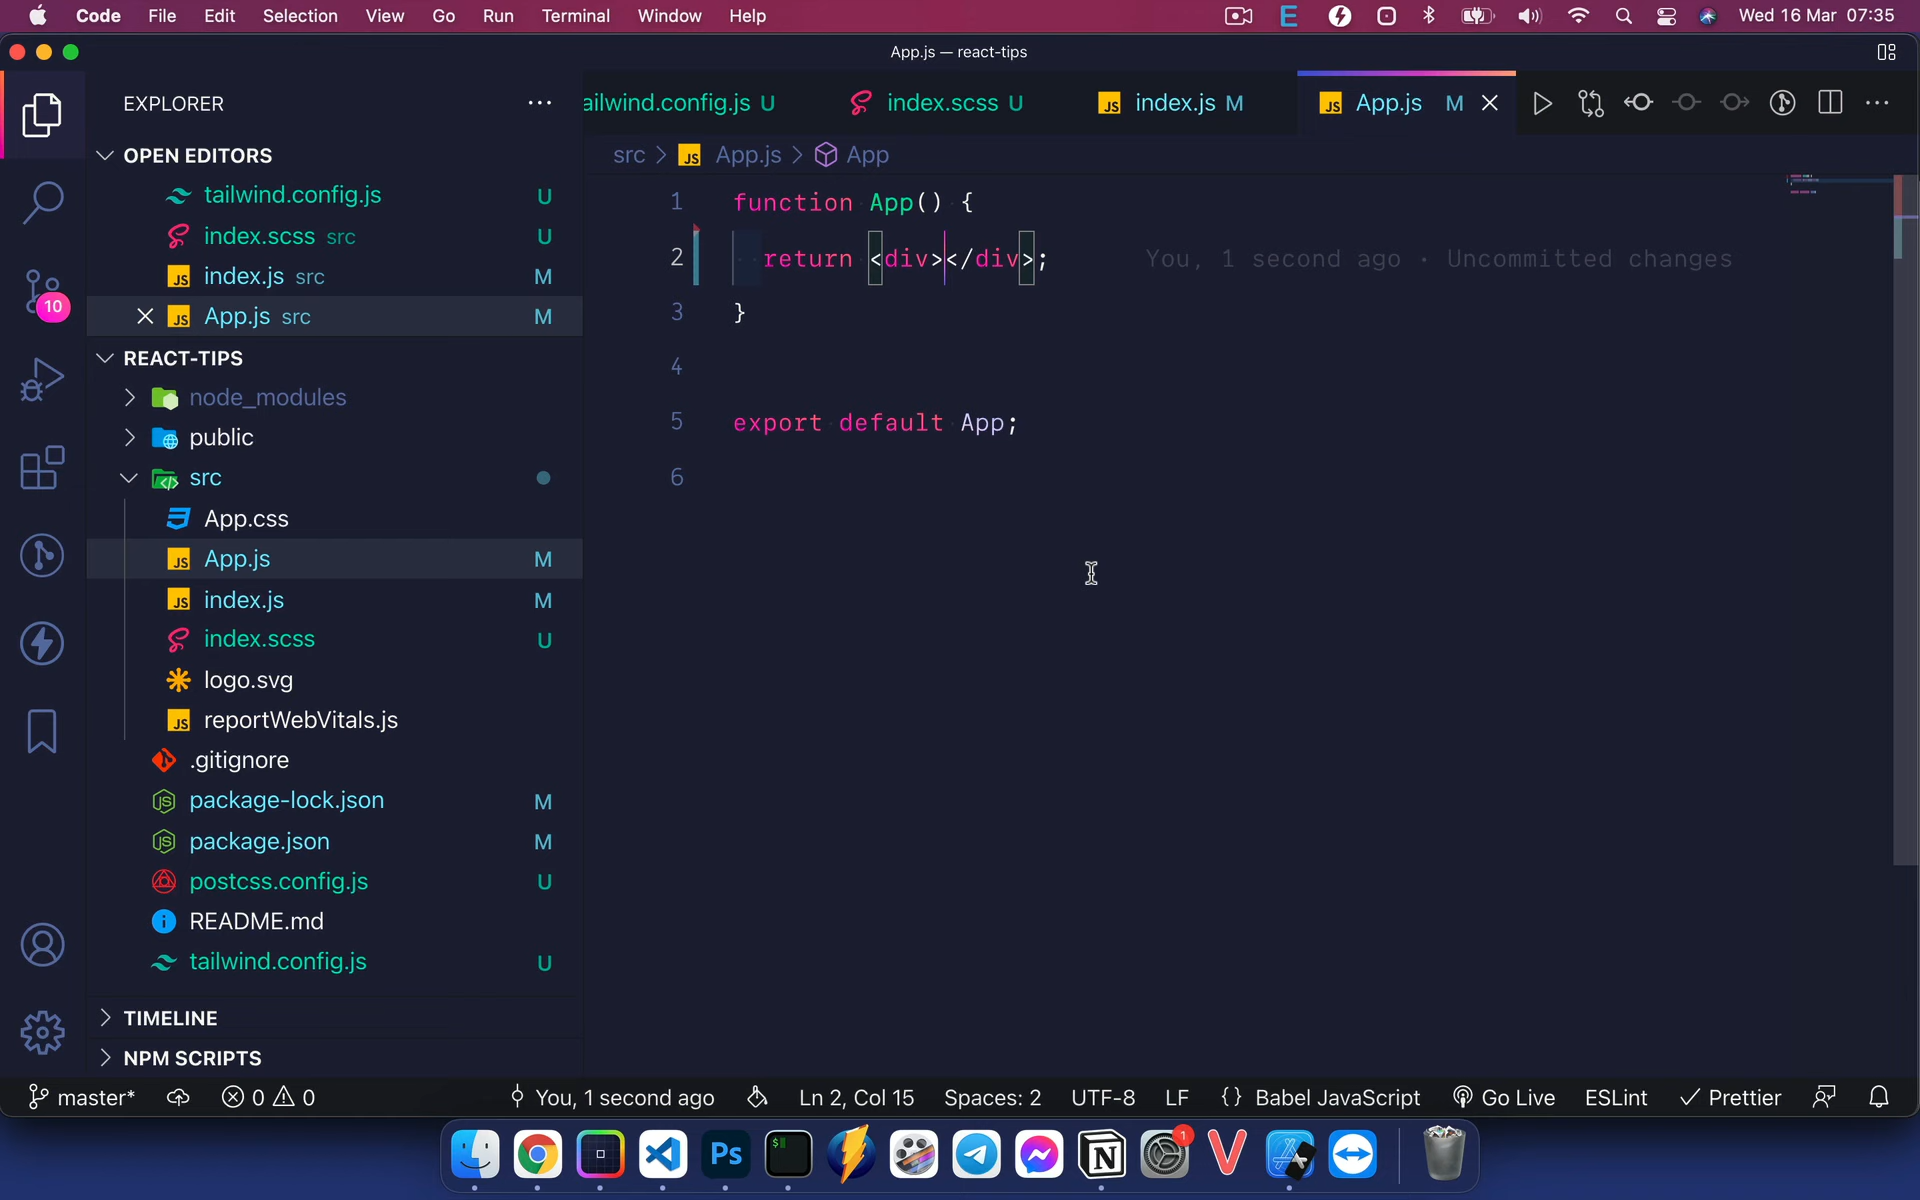 Code File Edit Selection View Go Run Terminal Window Help Wed 16 Mar 07:35
App.js — react-tips
EXPLORER
ailwind.config.js U index.scss U index.js M App.js M
OPEN EDITORS
tailwind.config.js U
index.scss src U
index.js src M
App.js src M
REACT-TIPS
node_modules
public
src
App.css
App.js M
index.js M
index.scss U
logo.svg
reportWebVitals.js
.gitignore
package-lock.json M
package.json M
postcss.config.js U
README.md
tailwind.config.js U
TIMELINE
NPM SCRIPTS
10
src > App.js > App
1 function App() {
2 return <div></div>; You, 1 second ago • Uncommitted changes
3 }
4
5 export default App;
6
master* 0 0 You, 1 second ago Ln 2, Col 15 Spaces: 2 UTF-8 LF {} Babel JavaScript Go Live ESLint Prettier
Ps 1